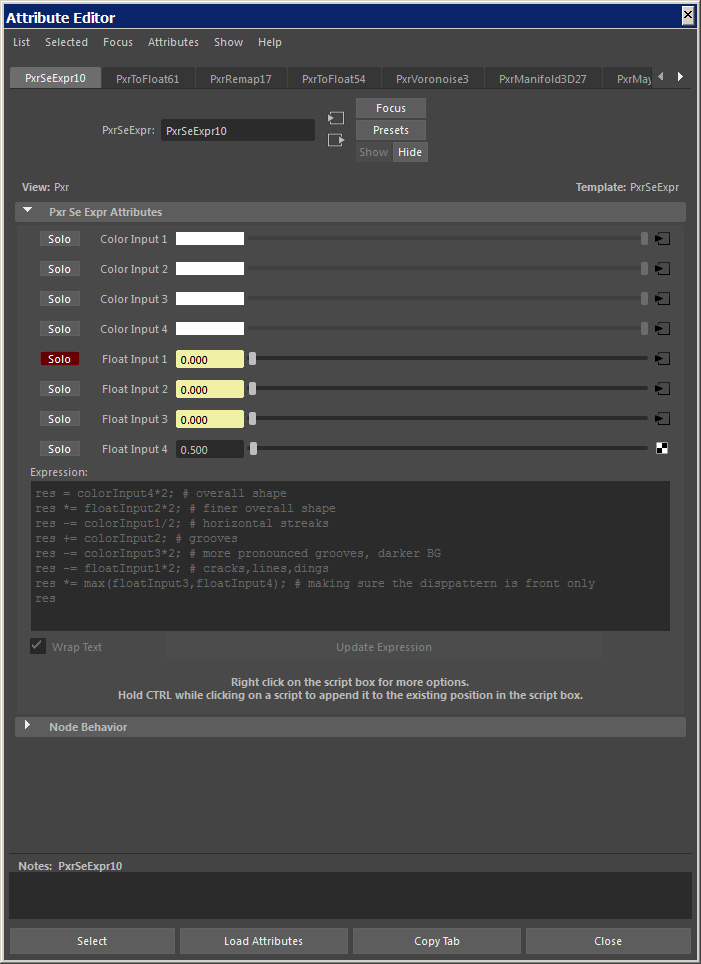 Attribute Editor
List Selected Focus Attributes Show Help
PxrSeExpr10 PxrToFloat61 PxrRemap17 PxrToFloat54 PxrVoronoise3 PxrManifold3D27 PxrMay
Focus
PxrSeExpr: PxrSeExpr10 Presets
Show Hide
View: Pxr Template: PxrSeExpr
Pxr Se Expr Attributes
Solo Color Input 1
Solo Color Input 2
Solo Color Input 3
Solo Color Input 4
Solo Float Input 1 0.000
Solo Float Input 2 0.000
Solo Float Input 3 0.000
Solo Float Input 4 0.500
Expression:
res = colorInput4*2; # overall shape
res *= floatInput2*2; # finer overall shape
res -= colorInput1/2; # horizontal streaks
res += colorInput2; # grooves
res -= colorInput3*2; # more pronounced grooves, darker BG
res -= floatInput1*2; # cracks,lines,dings
res *= max(floatInput3,floatInput4); # making sure the disppattern is front only
res
Wrap Text Update Expression
Right click on the script box for more options.
Hold CTRL while clicking on a script to append it to the existing position in the script box.
Node Behavior
Notes: PxrSeExpr10
Select Load Attributes Copy Tab Close